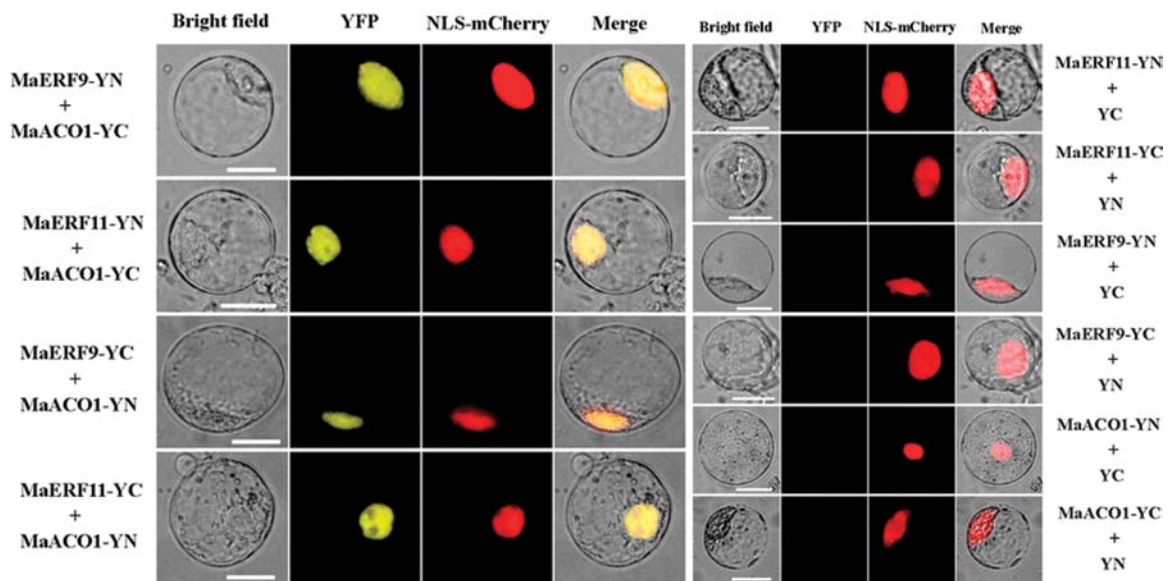 Bright field YFP NLS-mCherry Merge
MaERF9-YN
+
MaACO1-YC
MaERF11-YN
+
MaACO1-YC
MaERF9-YC
+
MaACO1-YN
MaERF11-YC
+
MaACO1-YN
Bright field YFP NLS-mCherry Merge
MaERF11-YN
+
YC
MaERF11-YC
+
YN
MaERF9-YN
+
YC
MaERF9-YC
+
YN
MaACO1-YN
+
YC
MaACO1-YC
+
YN